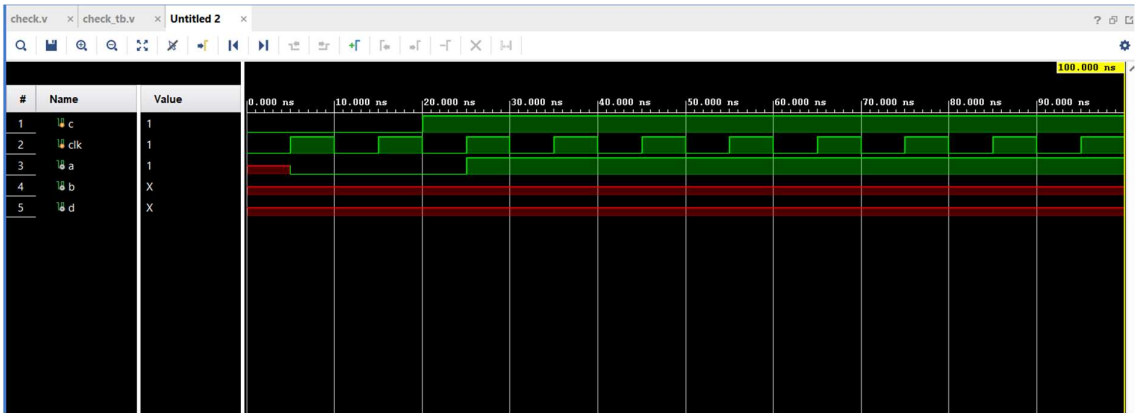 check.v × check_tb.v × Untitled 2 ×
?
100.000 ns
# Name Value 0.000 ns 10.000 ns 20.000 ns 30.000 ns 40.000 ns 50.000 ns 60.000 ns 70.000 ns 80.000 ns 90.000 ns
1 c 1
2 clk 1
3 a 1
4 b X
5 d X